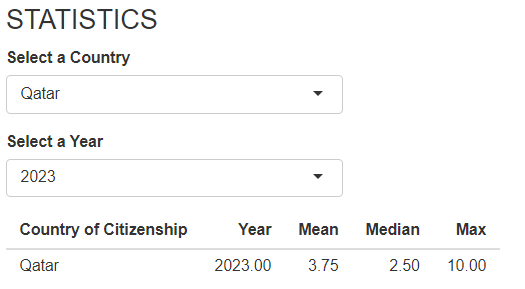 STATISTICS
Select a Country
Qatar
Select a Year
2023
Country of Citizenship Year Mean Median Max
Qatar 2023.00 3.75 2.50 10.00